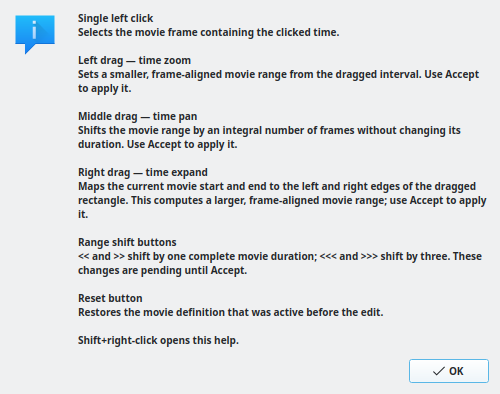 Single left click
Selects the movie frame containing the clicked time.
Left drag — time zoom
Sets a smaller, frame-aligned movie range from the dragged interval. Use Accept
to apply it.
Middle drag — time pan
Shifts the movie range by an integral number of frames without changing its
duration. Use Accept to apply it.
Right drag — time expand
Maps the current movie start and end to the left and right edges of the dragged
rectangle. This computes a larger, frame-aligned movie range; use Accept to apply
it.
Range shift buttons
<< and >> shift by one complete movie duration; <<< and >>> shift by three. These
changes are pending until Accept.
Reset button
Restores the movie definition that was active before the edit.
Shift+right-click opens this help.
OK